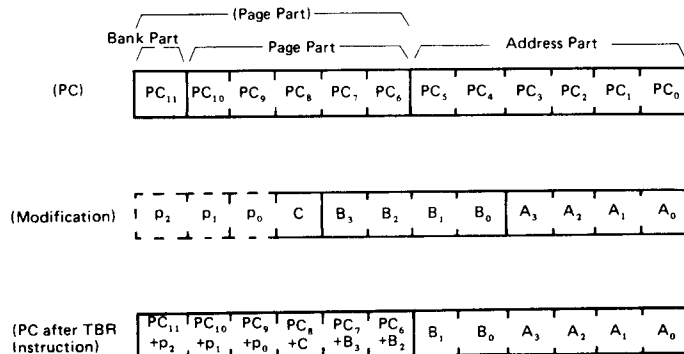 (Page Part)
Bank Part Page Part Address Part
(PC) PC₁₁ PC₁₀ PC₉ PC₈ PC₇ PC₆ PC₅ PC₄ PC₃ PC₂ PC₁ PC₀
(Modification) p₂ p₁ p₀ C B₃ B₂ B₁ B₀ A₃ A₂ A₁ A₀
(PC after TBR Instruction) PC₁₁ +p₂ PC₁₀ +p₁ PC₉ +p₀ PC₈ +C PC₇ +B₃ PC₆ +B₂ B₁ B₀ A₃ A₂ A₁ A₀